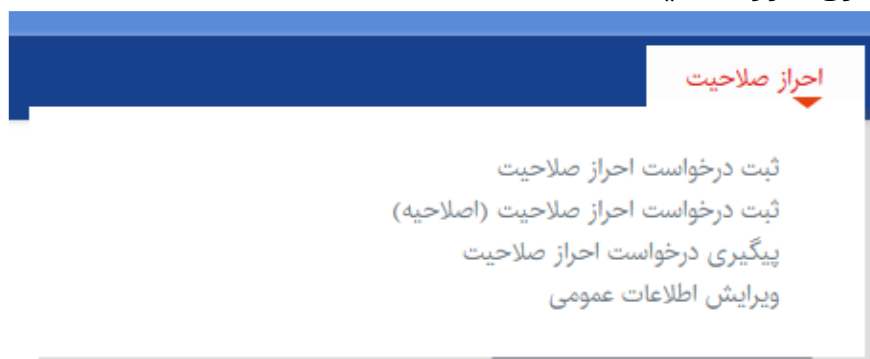 احراز صلاحیت
ثبت درخواست احراز صلاحیت
ثبت درخواست احراز صلاحیت (اصلاحیه)
پیگیری درخواست احراز صلاحیت
ویرایش اطلاعات عمومی